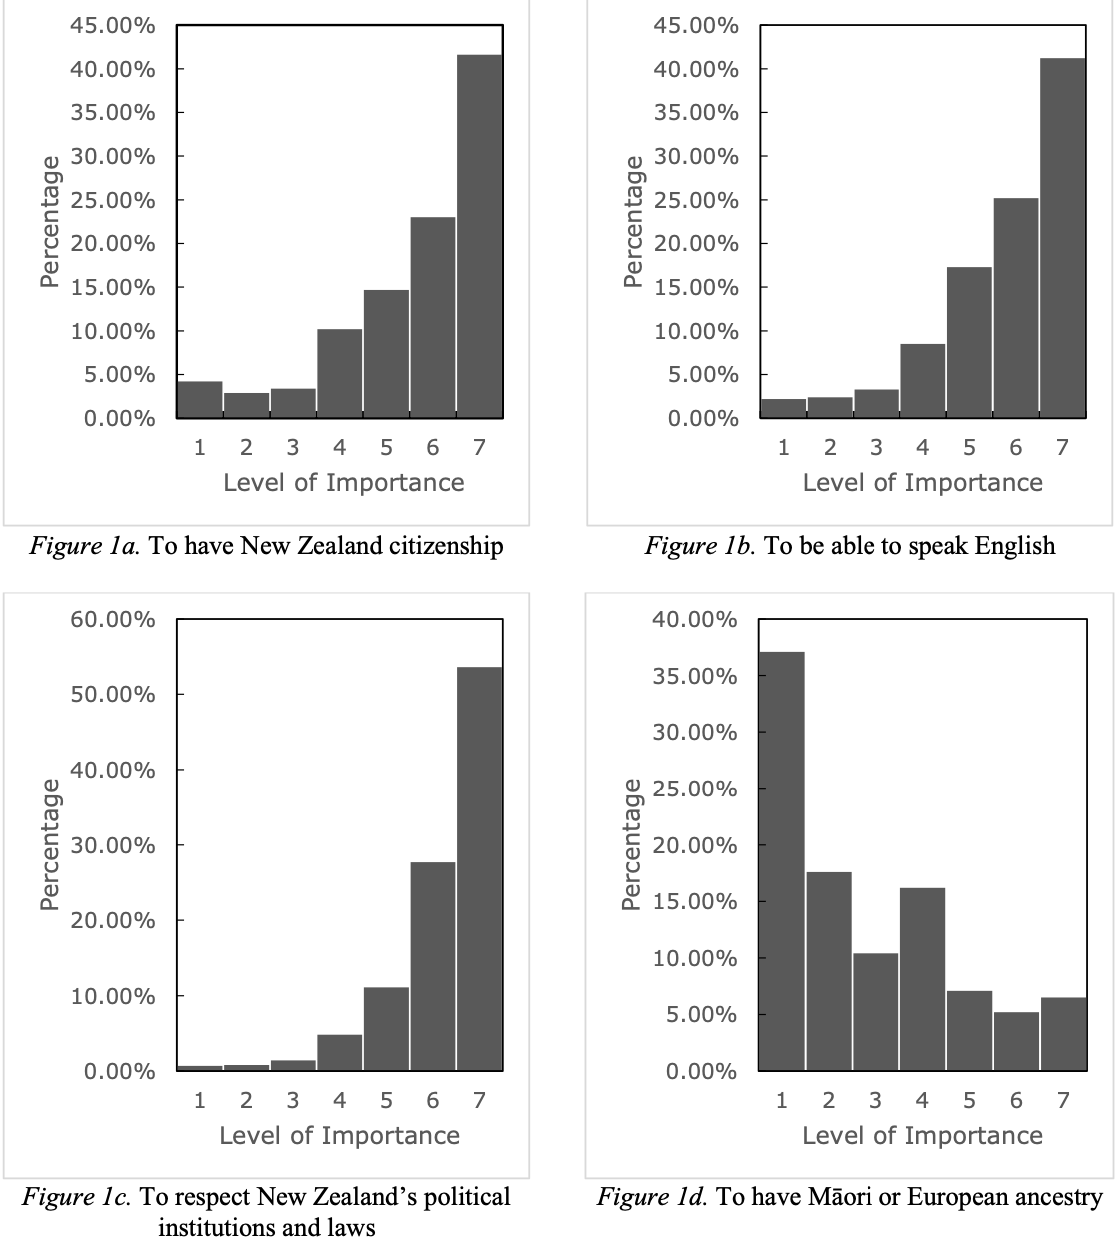 45.00%
40.00%
35.00%
30.00%
25.00%
20.00%
15.00%
10.00%
5.00%
0.00%
Percentage
1 2 3 4 5 6 7
Level of Importance
Figure 1a. To have New Zealand citizenship
45.00%
40.00%
35.00%
30.00%
25.00%
20.00%
15.00%
10.00%
5.00%
0.00%
Percentage
1 2 3 4 5 6 7
Level of Importance
Figure 1b. To be able to speak English
60.00%
50.00%
40.00%
30.00%
20.00%
10.00%
0.00%
Percentage
1 2 3 4 5 6 7
Level of Importance
Figure 1c. To respect New Zealand’s political
institutions and laws
40.00%
35.00%
30.00%
25.00%
20.00%
15.00%
10.00%
5.00%
0.00%
Percentage
1 2 3 4 5 6 7
Level of Importance
Figure 1d. To have Māori or European ancestry